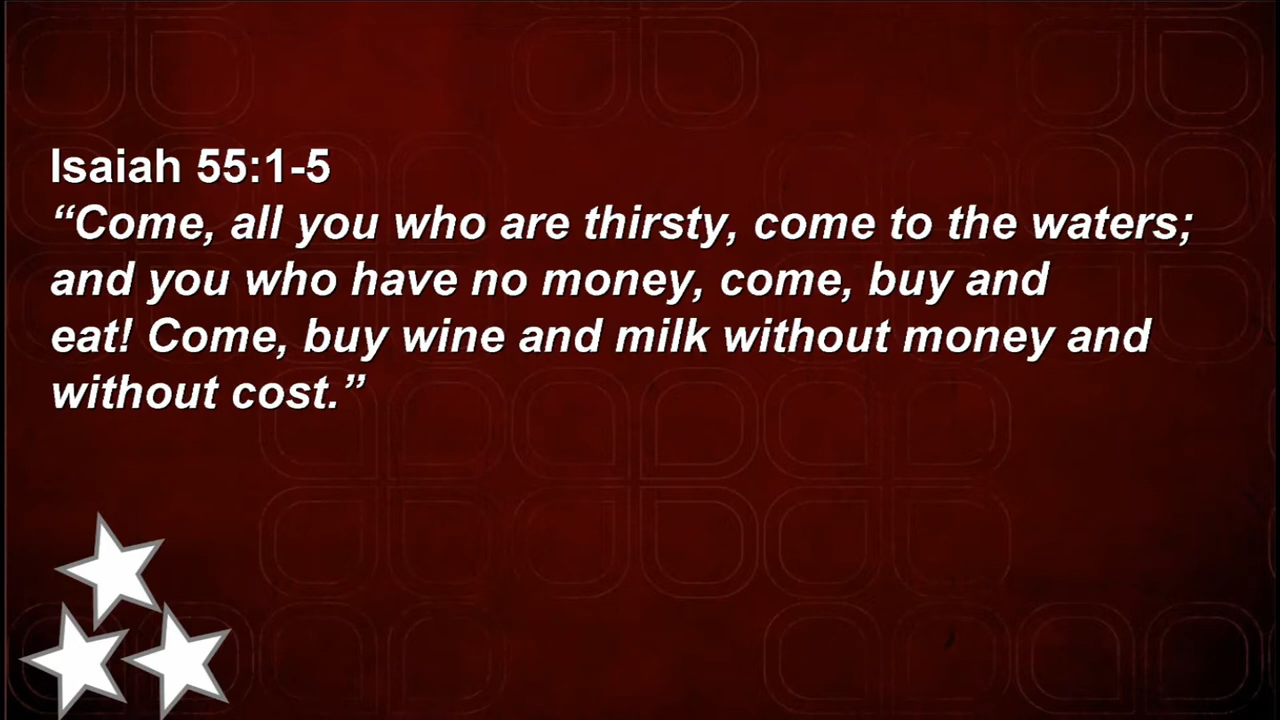 Isaiah 55:1-5
“Come, all you who are thirsty, come to the waters;
and you who have no money, come, buy and
eat! Come, buy wine and milk without money and
without cost.”